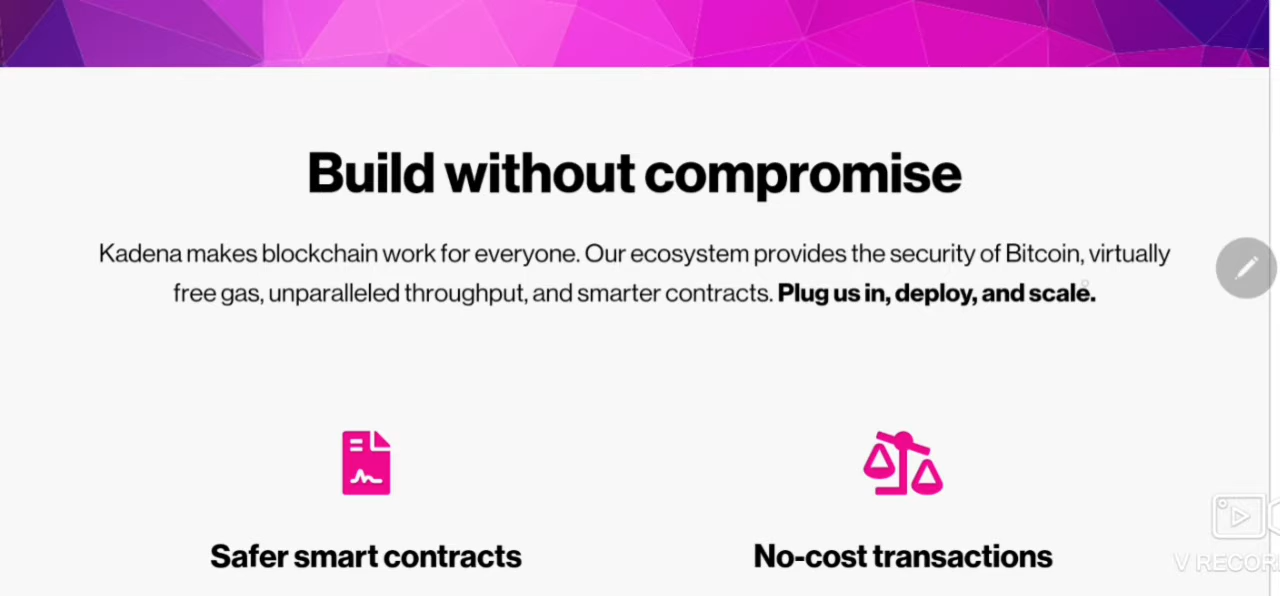 Build without compromise
Kadena makes blockchain work for everyone. Our ecosystem provides the security of Bitcoin, virtually
free gas, unparalleled throughput, and smarter contracts. Plug us in, deploy, and scale.
Safer smart contracts
No-cost transactions
V RECOR